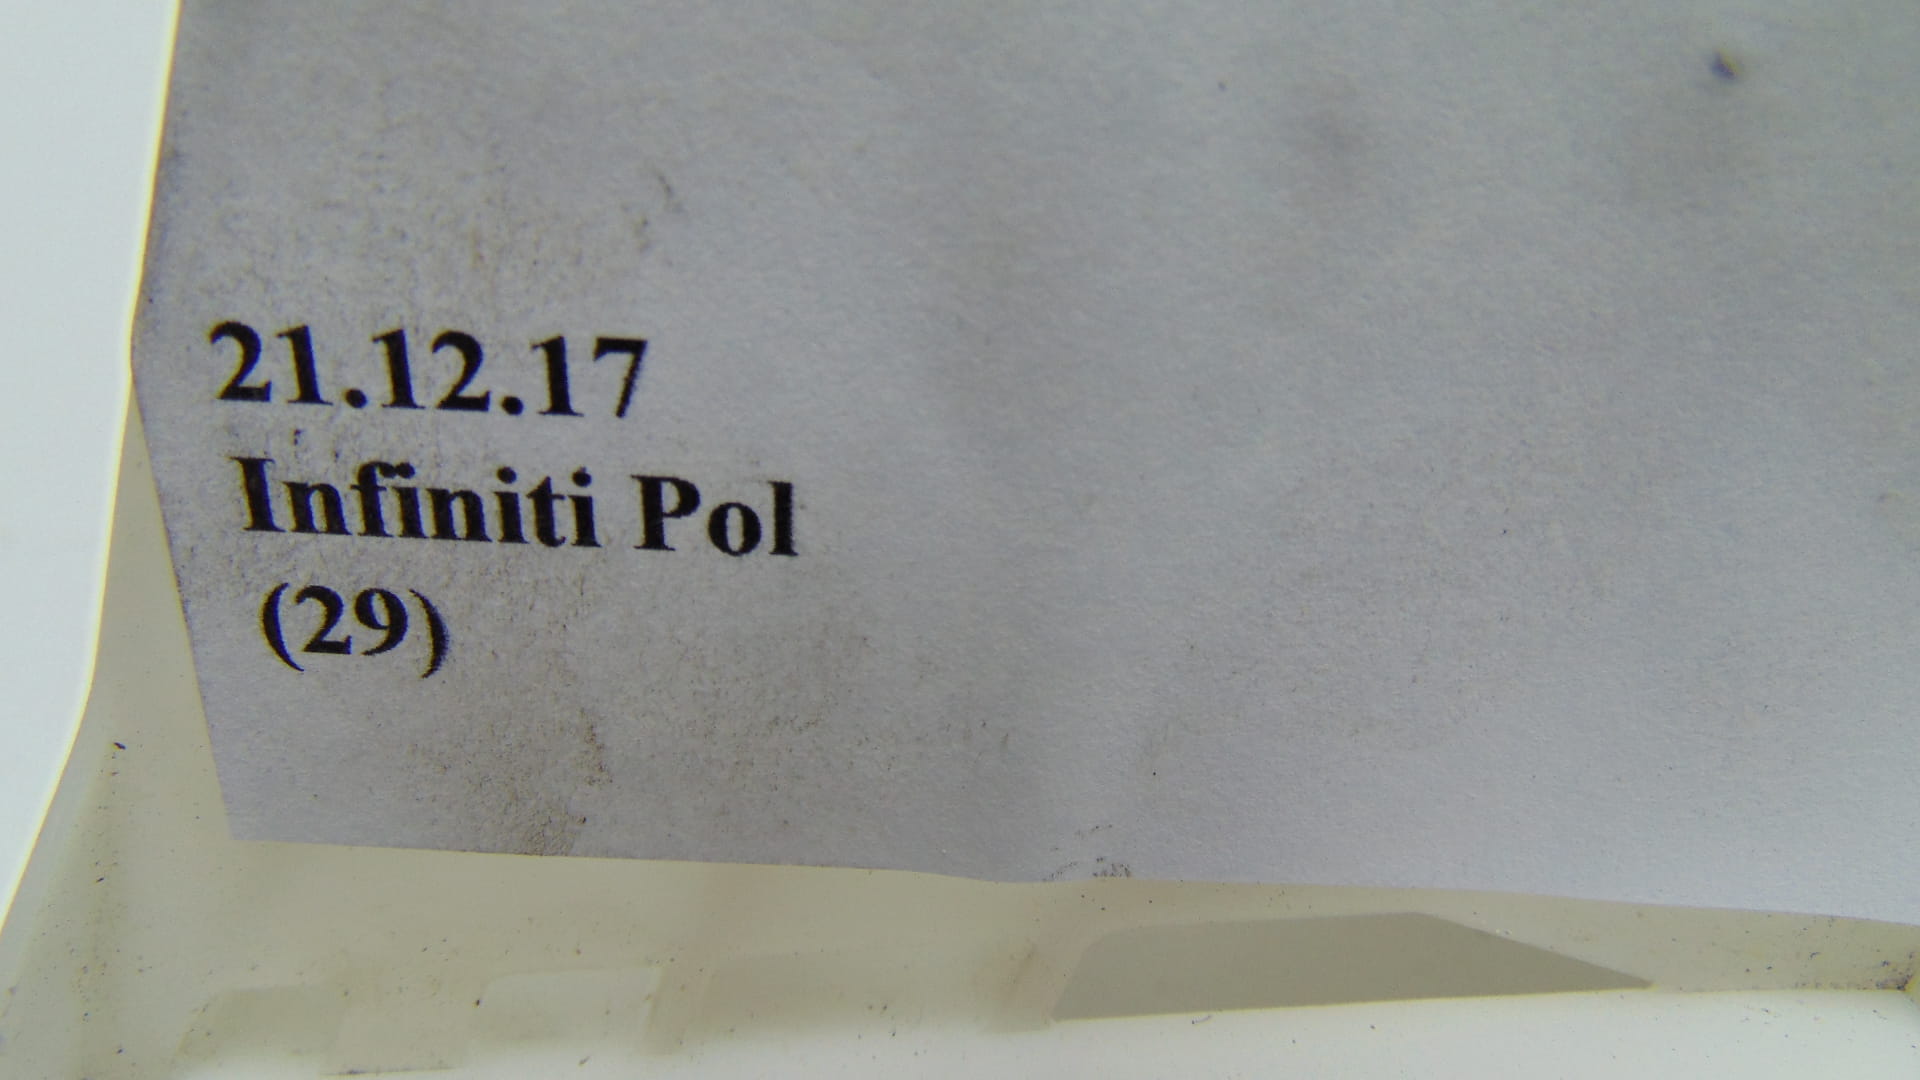 21.12.17
Infiniti Pol
(29)